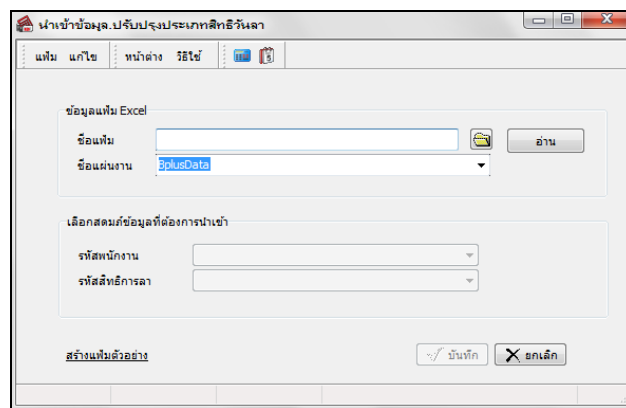 นำเข้าข้อมูล.ปรับปรุงประเภทสิทธิวันลา
แฟ้ม แก้ไข หน้าต่าง วิธีใช้
ข้อมูลแฟ้ม Excel
ชื่อแฟ้ม
อ่าน
ชื่อแผ่นงาน BplusData
เลือกสดมภ์ข้อมูลที่ต้องการนำเข้า
รหัสพนักงาน
รหัสสิทธิการลา
สร้างแฟ้มตัวอย่าง บันทึก ยกเลิก